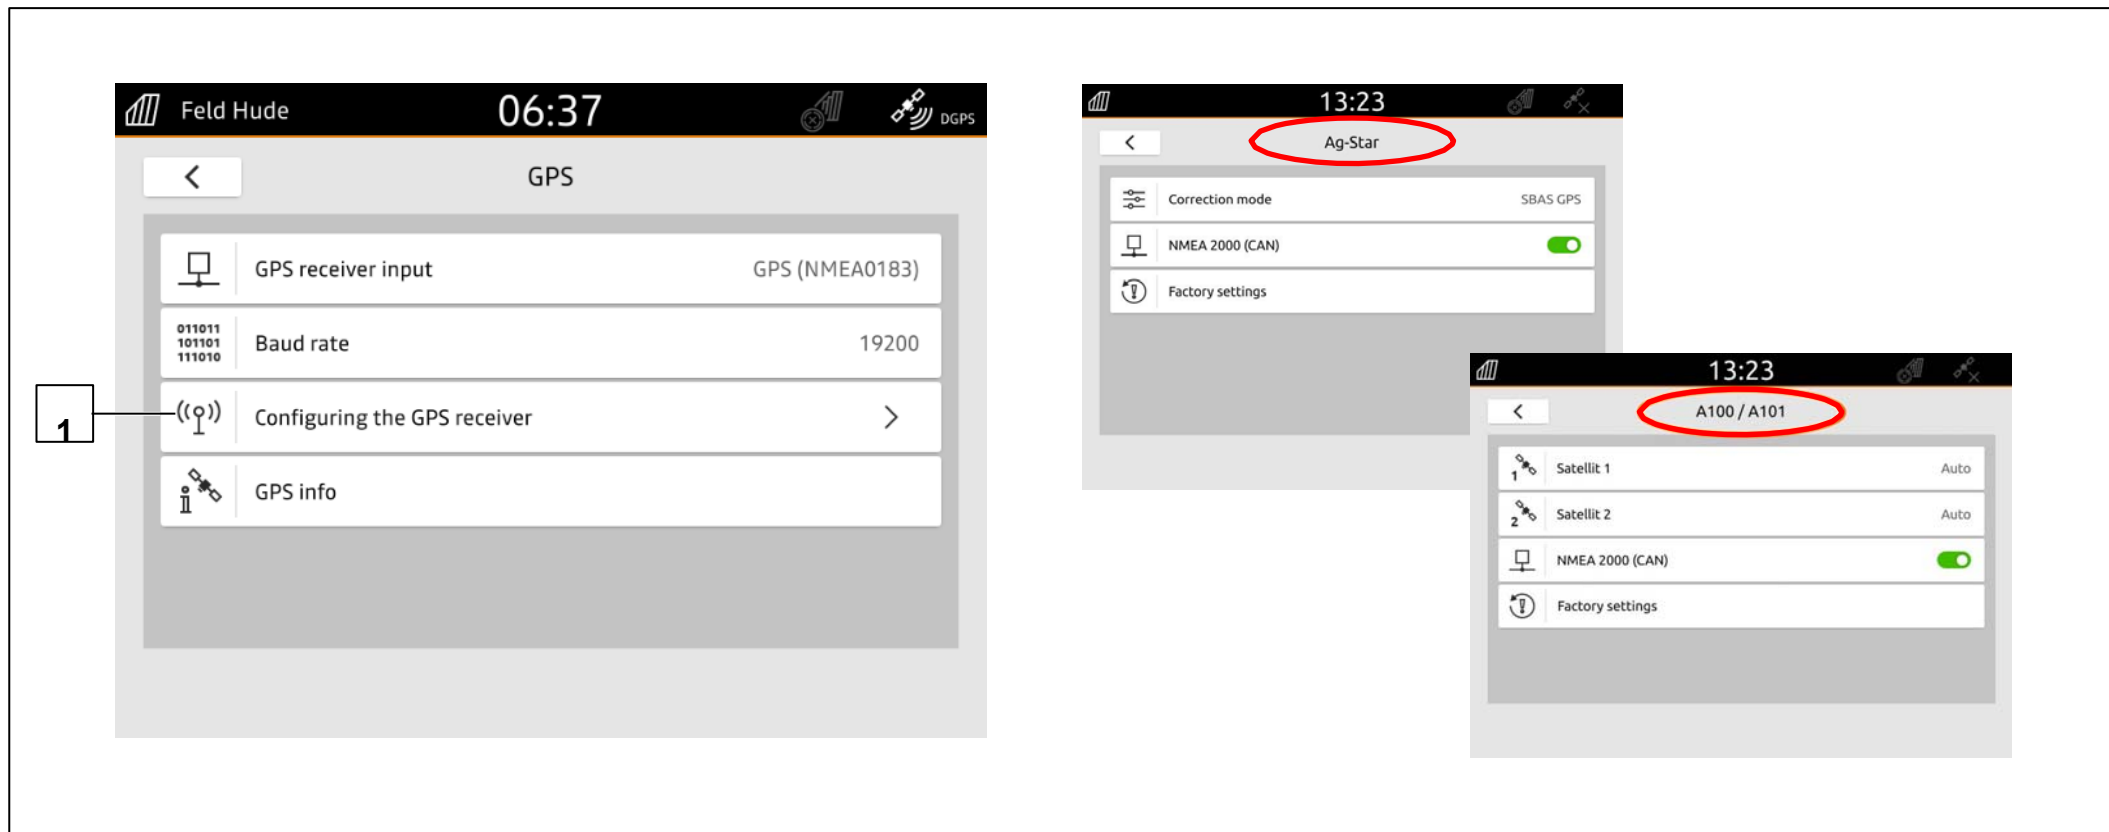 Feld Hude 06:37 DGPS
GPS
GPS receiver input GPS (NMEA0183)
011011
101101
111010
Baud rate 19200
1
Configuring the GPS receiver
GPS info
13:23
Ag-Star
Correction mode SBAS GPS
NMEA 2000 (CAN)
Factory settings
13:23
A100 / A101
1 Satellit 1 Auto
2 Satellit 2 Auto
NMEA 2000 (CAN)
Factory settings